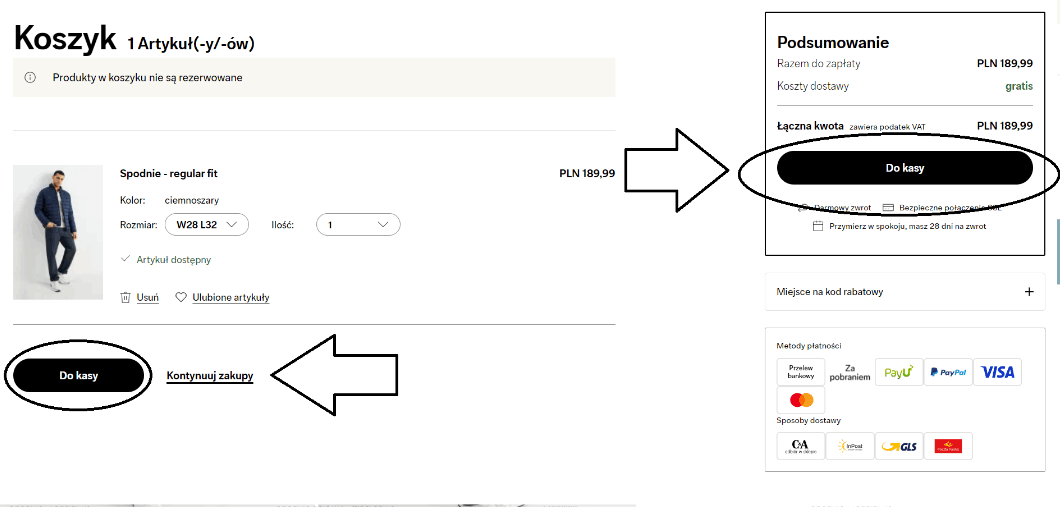 Koszyk 1 Artykuł(-y/-ów)
Produkty w koszyku nie są rezerwowane
Spodnie - regular fit
PLN 189,99
Kolor: ciemnoszary
Rozmiar: W28 L32 Ilość: 1
Artykuł dostępny
Usuń Ulubione artykuły
Do kasy Kontynuuj zakupy
Podsumowanie
Razem do zapłaty PLN 189,99
Koszty dostawy gratis
Łączna kwota zawiera podatek VAT PLN 189,99
Do kasy
Darmowy zwrot Bezpieczne połączenie SSL
Przymierz w spokoju, masz 28 dni na zwrot
Miejsce na kod rabatowy +
Metody płatności
Przelew
bankowy
Za
pobraniem
PayU
PayPal
VISA
Sposoby dostawy
C&A
InPost
GLS